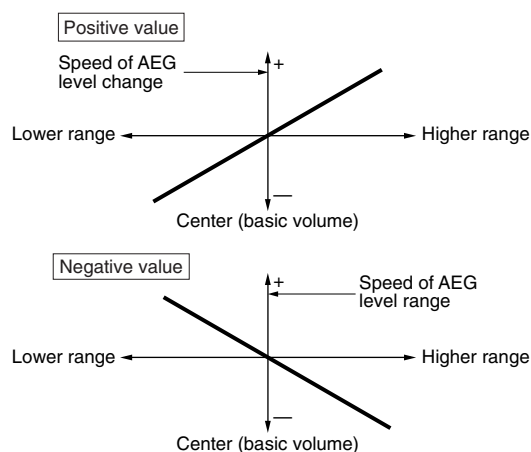 Positive value
Speed of AEG
level change
+
Lower range
Higher range
—
Center (basic volume)
Negative value
+
Speed of AEG
level range
Lower range
Higher range
—
Center (basic volume)